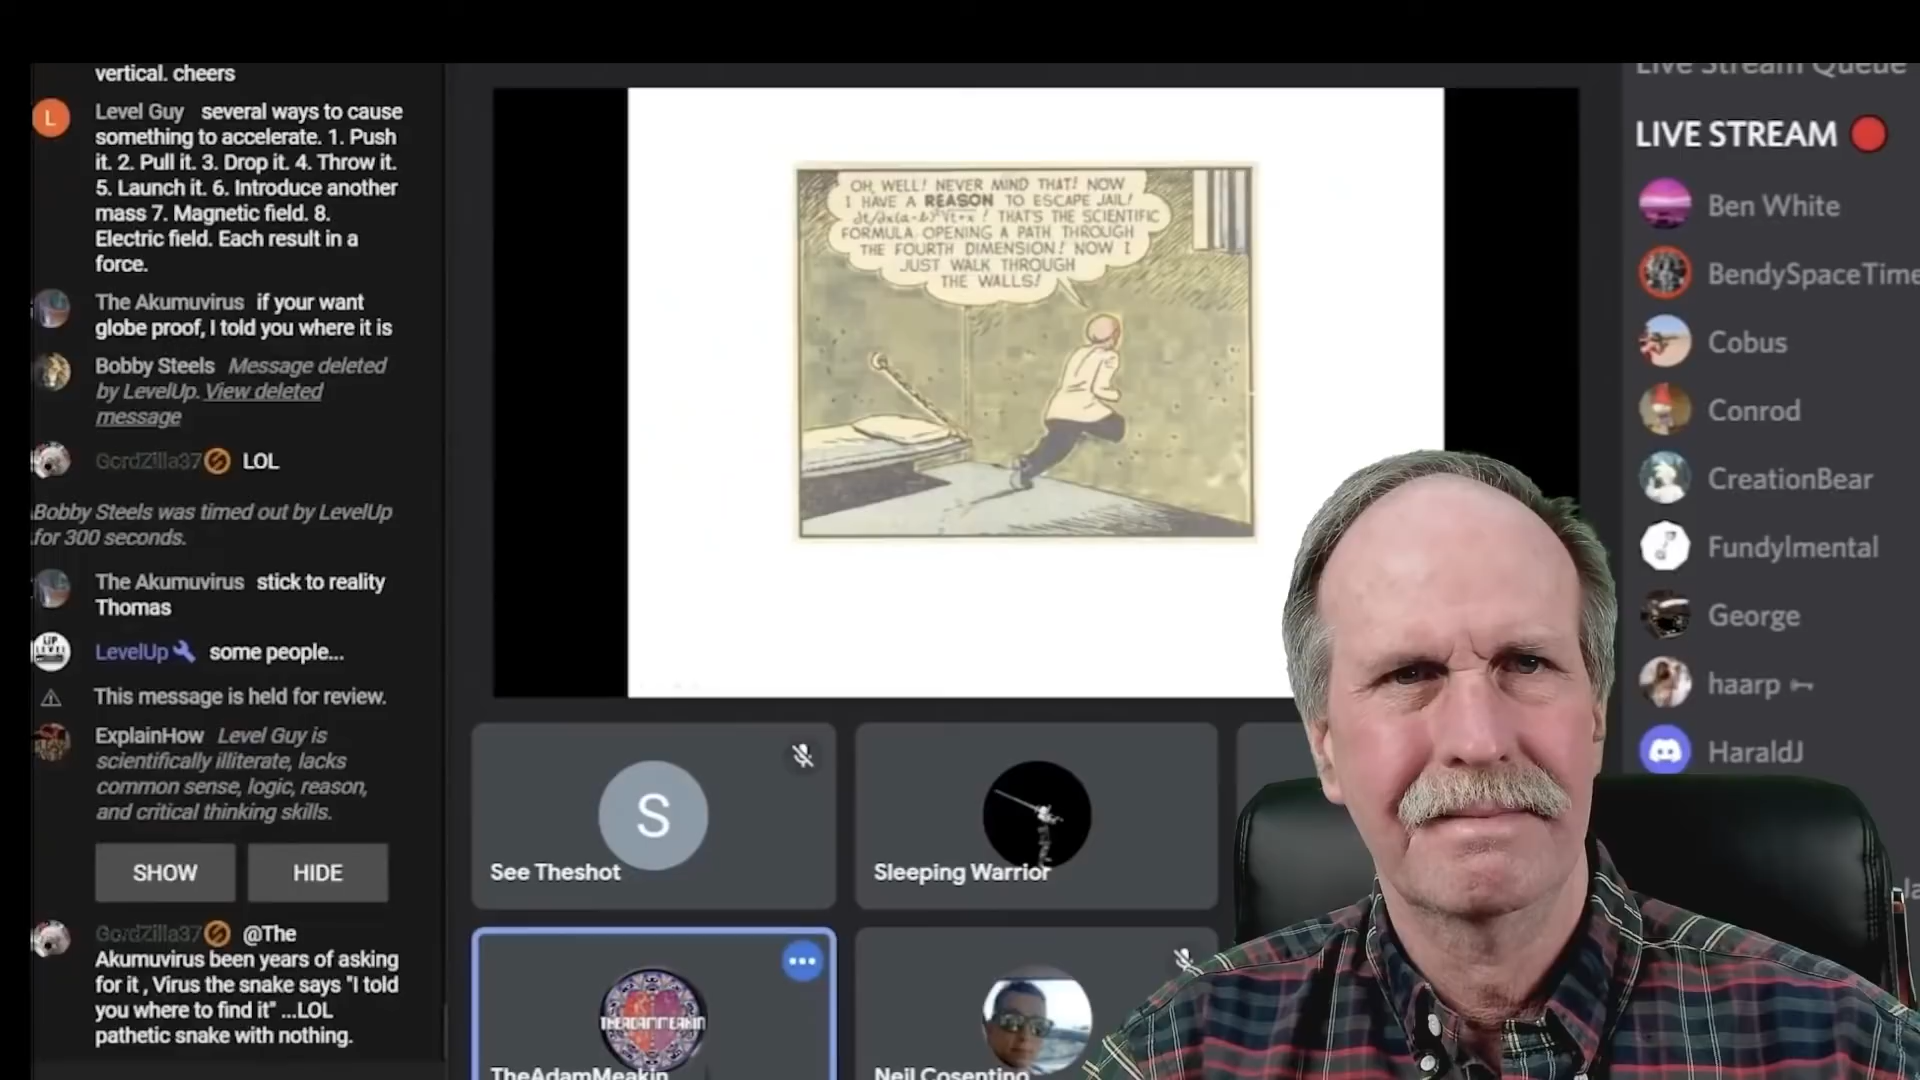 vertical. cheers
L
Level Guy several ways to cause
something to accelerate. 1. Push
it. 2. Pull it. 3. Drop it. 4. Throw it.
5. Launch it. 6. Introduce another
mass 7. Magnetic field. 8.
Electric field. Each result in a
force.
The Akumuvirus if your want
globe proof, I told you where it is
Bobby Steels Message deleted
by LevelUp. View deleted
message
GordZilla37 LOL
Bobby Steels was timed out by LevelUp
for 300 seconds.
The Akumuvirus stick to reality
Thomas
LevelUp some people...
This message is held for review.
ExplainHow Level Guy is
scientifically illiterate, lacks
common sense, logic, reason,
and critical thinking skills.
SHOW HIDE
GordZilla37 @The
Akumuvirus been years of asking
for it , Virus the snake says "I told
you where to find it" ...LOL
pathetic snake with nothing.
OH, WELL! NEVER MIND THAT! NOW
I HAVE A REASON TO ESCAPE JAIL!
! THAT'S THE SCIENTIFIC
FORMULA OPENING A PATH THROUGH
THE FOURTH DIMENSION! NOW I
JUST WALK THROUGH
THE WALLS!
S
See Theshot
Sleeping Warrior
THEADAMMEAKIN
TheAdamMeakin
Neil Cosentino
Live Stream Queue
LIVE STREAM
Ben White
BendySpaceTime
Cobus
Conrod
CreationBear
Fundylmental
George
haarp
HaraldJ